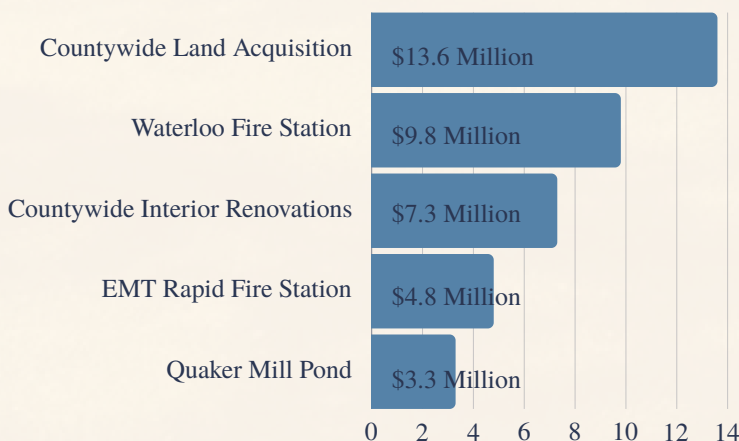 Countywide Land Acquisition
$13.6 Million
Waterloo Fire Station
$9.8 Million
Countywide Interior Renovations
$7.3 Million
EMT Rapid Fire Station
$4.8 Million
Quaker Mill Pond
$3.3 Million
0 2 4 6 8 10 12 14